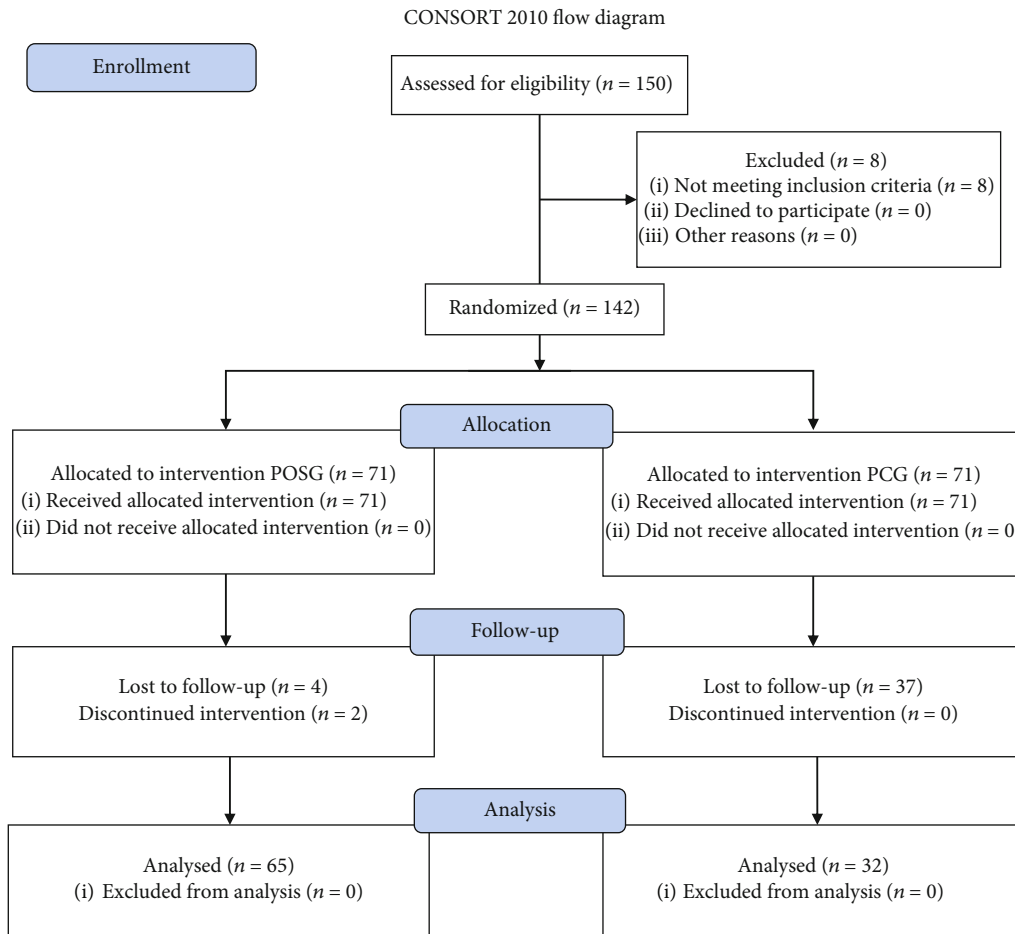 CONSORT 2010 flow diagram
Enrollment
Assessed for eligibility (n = 150)
Excluded (n = 8)
(i) Not meeting inclusion criteria (n = 8)
(ii) Declined to participate (n = 0)
(iii) Other reasons (n = 0)
Randomized (n = 142)
Allocation
Allocated to intervention POSG (n = 71)
(i) Received allocated intervention (n = 71)
(ii) Did not receive allocated intervention (n = 0)
Allocated to intervention PCG (n = 71)
(i) Received allocated intervention (n = 71)
(ii) Did not receive allocated intervention (n = 0
Follow-up
Lost to follow-up (n = 4)
Discontinued intervention (n = 2)
Lost to follow-up (n = 37)
Discontinued intervention (n = 0)
Analysis
Analysed (n = 65)
(i) Excluded from analysis (n = 0)
Analysed (n = 32)
(i) Excluded from analysis (n = 0)